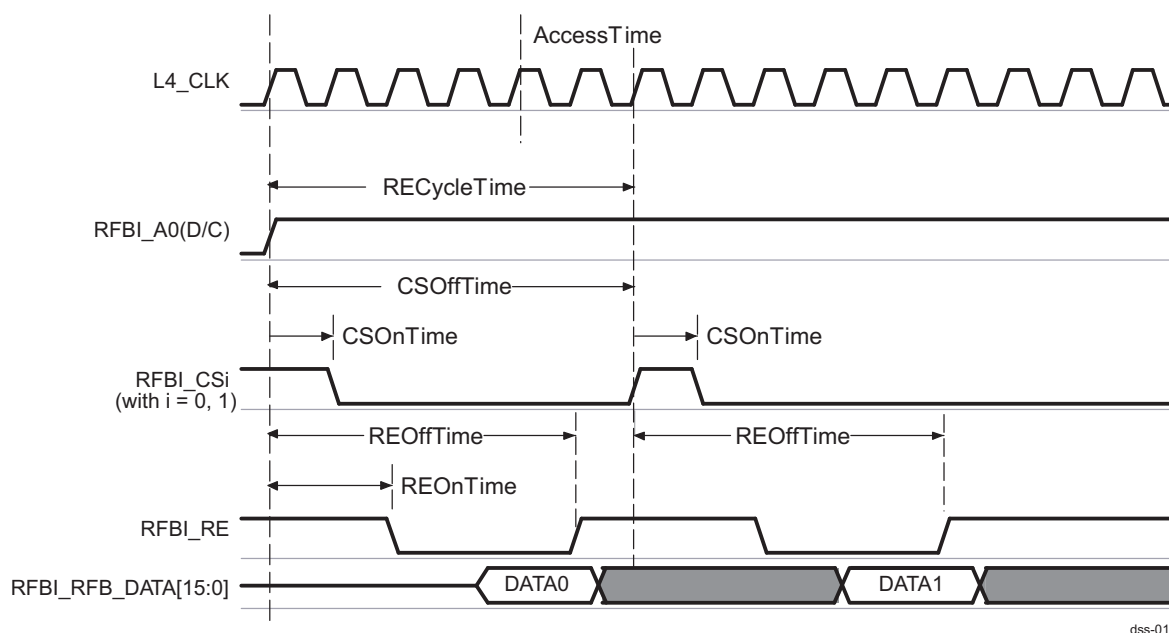 AccessTime
L4_CLK
RECycleTime
RFBI_A0(D/C)
CSOffTime
CSOnTime CSOnTime
RFBI_CSi
(with i = 0, 1)
REOffTime REOffTime
REOnTime
RFBI_RE
RFBI_RFB_DATA[15:0] DATA0 DATA1
dss-01